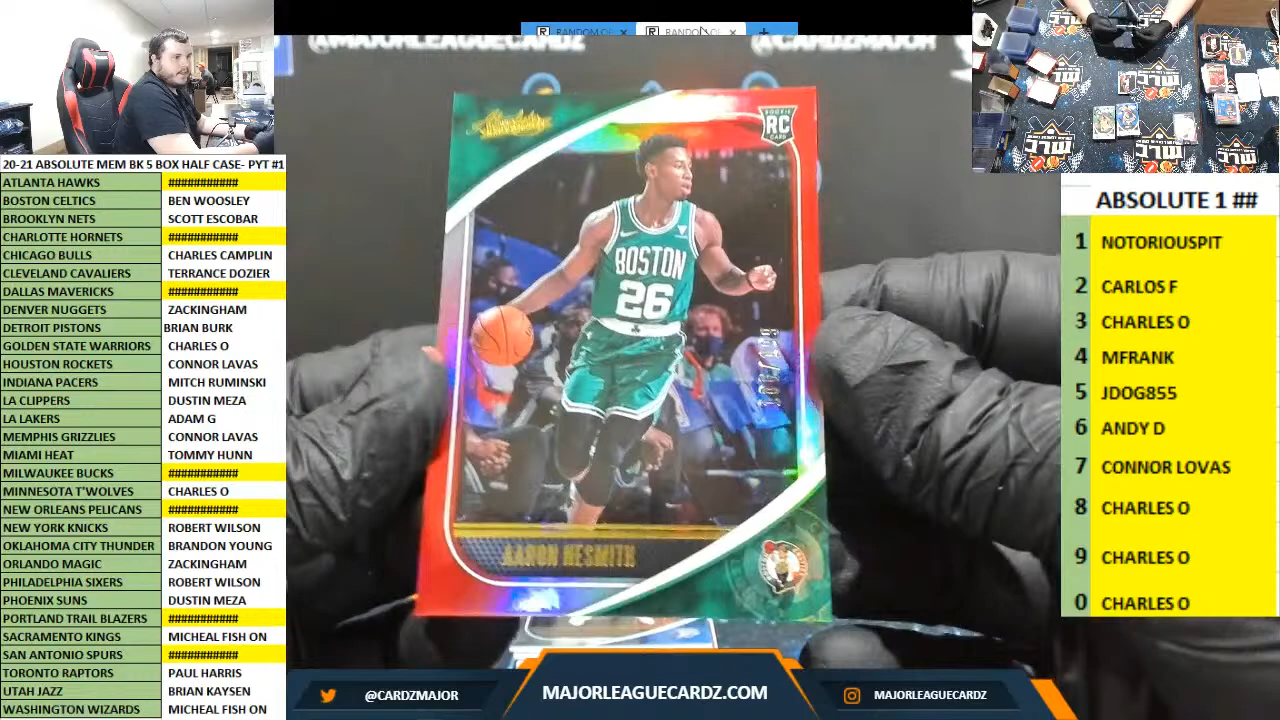 @MAJORLEAGUECARDZ @CARDZMAJOR
RANDOM
RANDOM
20-21 ABSOLUTE MEM BK 5 BOX HALF CASE- PYT #1
ATLANTA HAWKS ###########
BOSTON CELTICS BEN WOOSLEY
BROOKLYN NETS SCOTT ESCOBAR
CHARLOTTE HORNETS ###########
CHICAGO BULLS CHARLES CAMPLIN
CLEVELAND CAVALIERS TERRANCE DOZIER
DALLAS MAVERICKS ###########
DENVER NUGGETS ZACKINGHAM
DETROIT PISTONS BRIAN BURK
GOLDEN STATE WARRIORS CHARLES O
HOUSTON ROCKETS CONNOR LAVAS
INDIANA PACERS MITCH RUMINSKI
LA CLIPPERS DUSTIN MEZA
LA LAKERS ADAM G
MEMPHIS GRIZZLIES CONNOR LAVAS
MIAMI HEAT TOMMY HUNN
MILWAUKEE BUCKS ###########
MINNESOTA T'WOLVES CHARLES O
NEW ORLEANS PELICANS ###########
NEW YORK KNICKS ROBERT WILSON
OKLAHOMA CITY THUNDER BRANDON YOUNG
ORLANDO MAGIC ZACKINGHAM
PHILADELPHIA SIXERS ROBERT WILSON
PHOENIX SUNS DUSTIN MEZA
PORTLAND TRAIL BLAZERS ###########
SACRAMENTO KINGS MICHEAL FISH ON
SAN ANTONIO SPURS ###########
TORONTO RAPTORS PAUL HARRIS
UTAH JAZZ BRIAN KAYSEN
WASHINGTON WIZARDS MICHEAL FISH ON
Absolute
ROOKIE
RC
CARD
BOSTON
26
AARON NESMITH
ABSOLUTE 1 ##
1 NOTORIOUSPIT
2 CARLOS F
3 CHARLES O
4 MFRANK
5 JDOG855
6 ANDY D
7 CONNOR LOVAS
8 CHARLES O
9 CHARLES O
0 CHARLES O
@CARDZMAJOR
MAJORLEAGUECARDZ.COM
MAJORLEAGUECARDZ